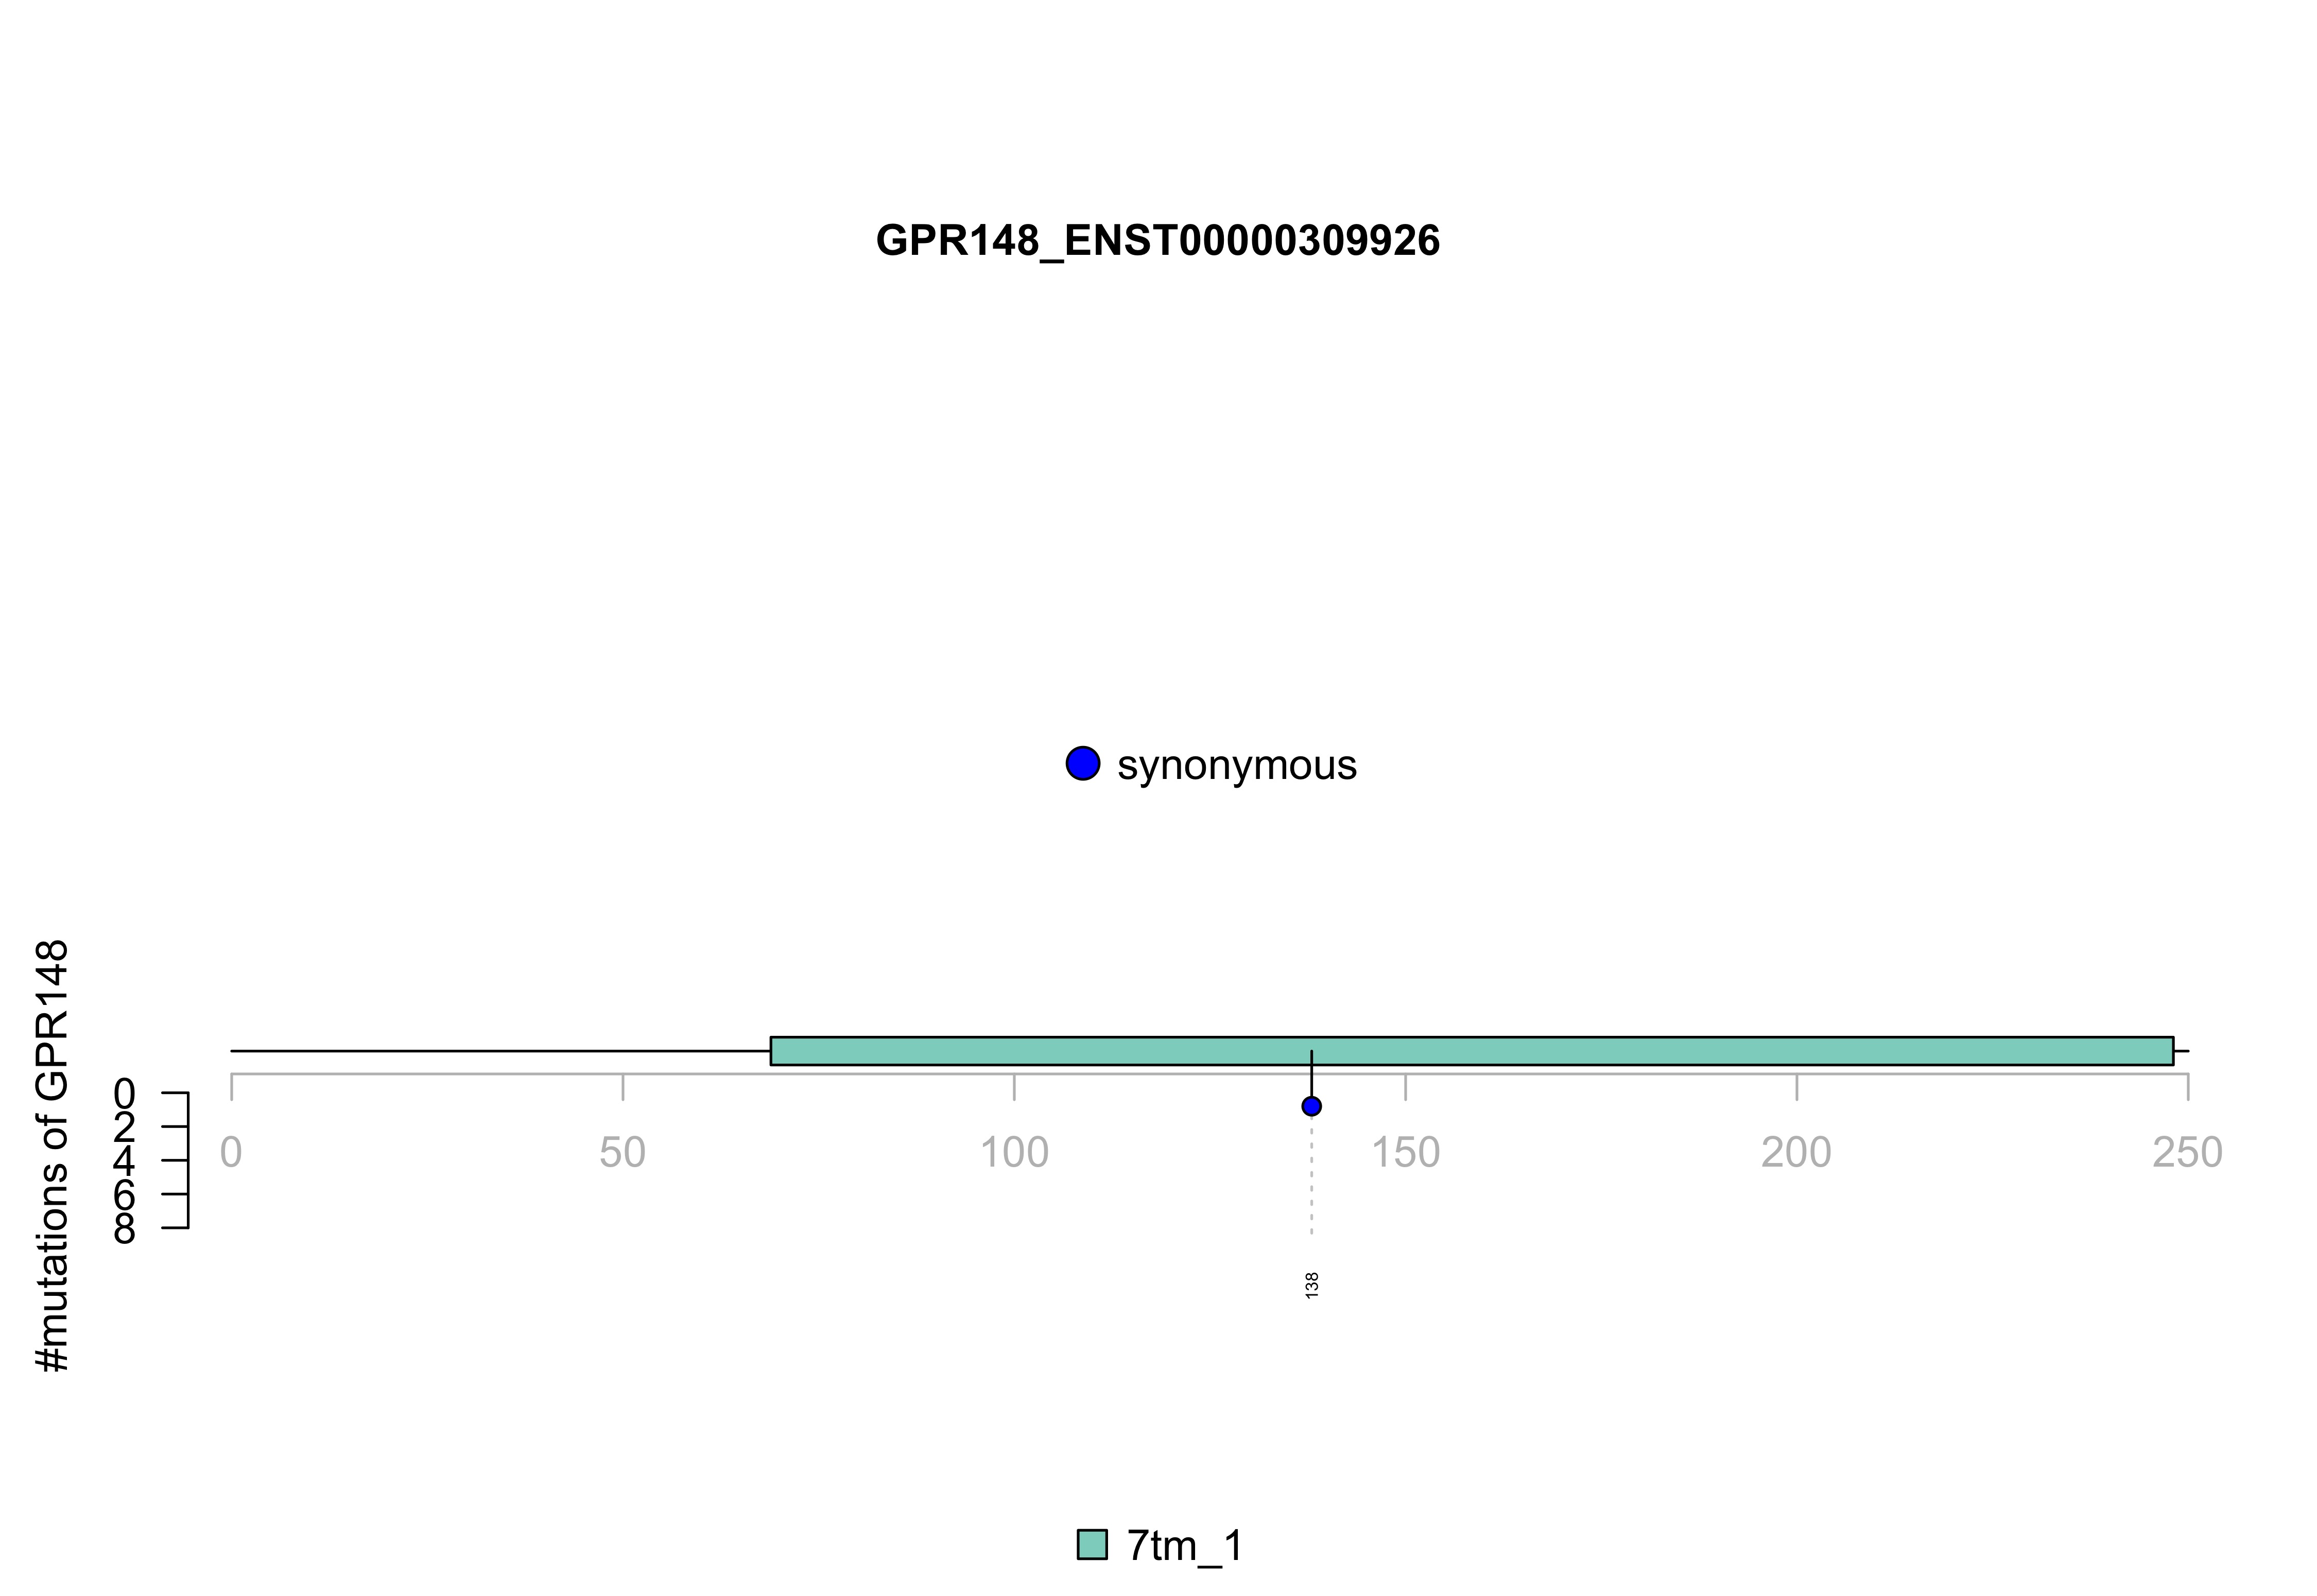 GPR148_ENST00000309926
synonymous
#mutations of GPR148
0
2
4
6
8
0 50 100 150 200 250
138
7tm_1